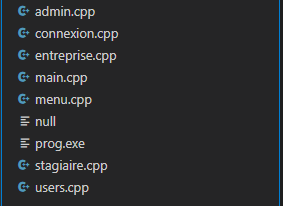 admin.cpp
connexion.cpp
entreprise.cpp
main.cpp
menu.cpp
null
prog.exe
stagiaire.cpp
users.cpp